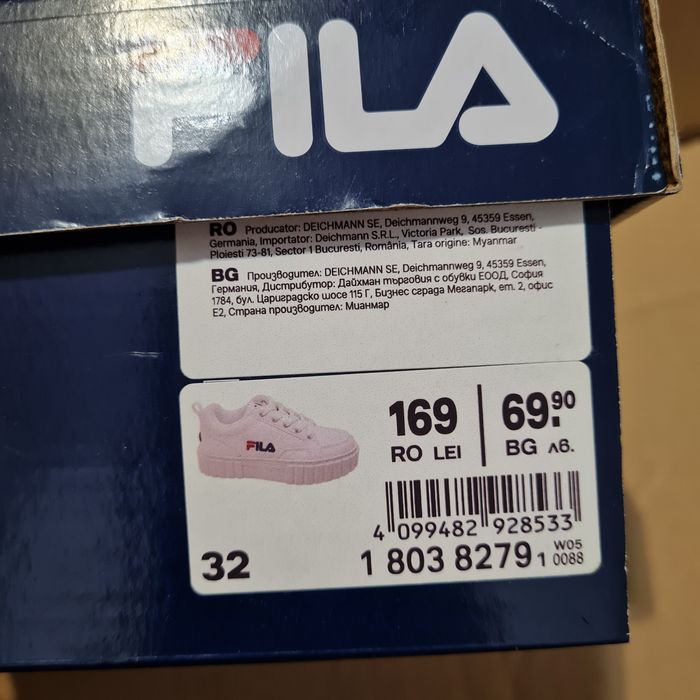 FILA
RO Producator: DEICHMANN SE, Deichmannweg 9, 45359 Essen,
Germania, Importator: Deichmann S.R.L., Victoria Park, Sos. Bucuresti -
Ploiesti 73-81, Sector 1 Bucuresti, România, Tara origine: Myanmar
BG Производител: DEICHMANN SE, Deichmannweg 9, 45359 Essen,
Германия, Дистрибутор: Дайхман търговия с обувки ЕООД, София
1784, бул. Цариградско шосе 115 Г, Бизнес сграда Мегапарк, ет. 2, офис
Е2, Страна производител: Мианмар
FILA
169 69.90
RO LEI BG лв.
4 099482 928533
32 1 803 8279 1 W05 0088